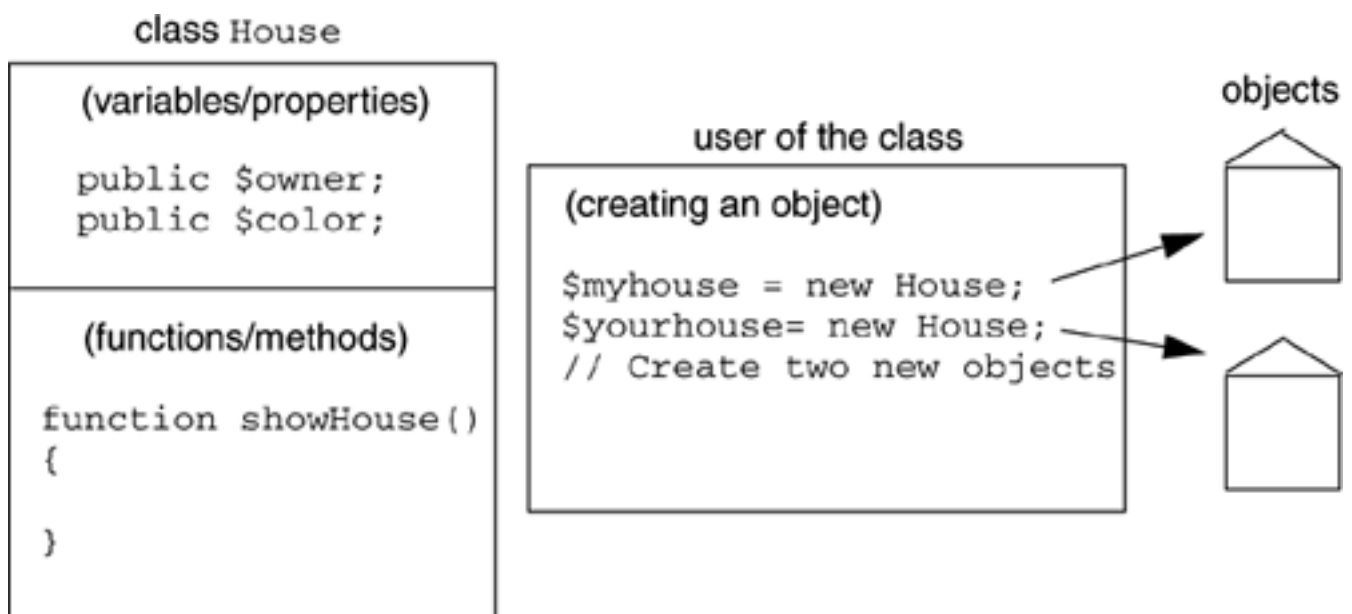 class House
(variables/properties)
public $owner;
public $color;
(functions/methods)
function showHouse()
{
}
user of the class
(creating an object)
$myhouse = new House;
$yourhouse= new House;
// Create two new objects
objects